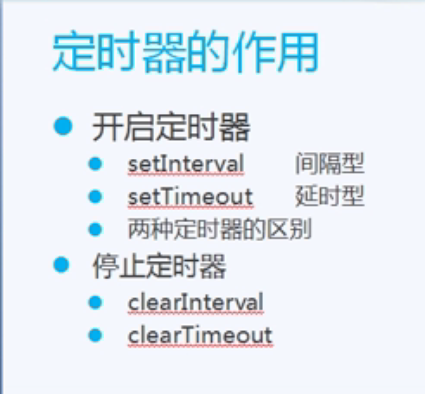 定时器的作用
开启定时器
setInterval 间隔型
setTimeout 延时型
两种定时器的区别
停止定时器
clearInterval
clearTimeout